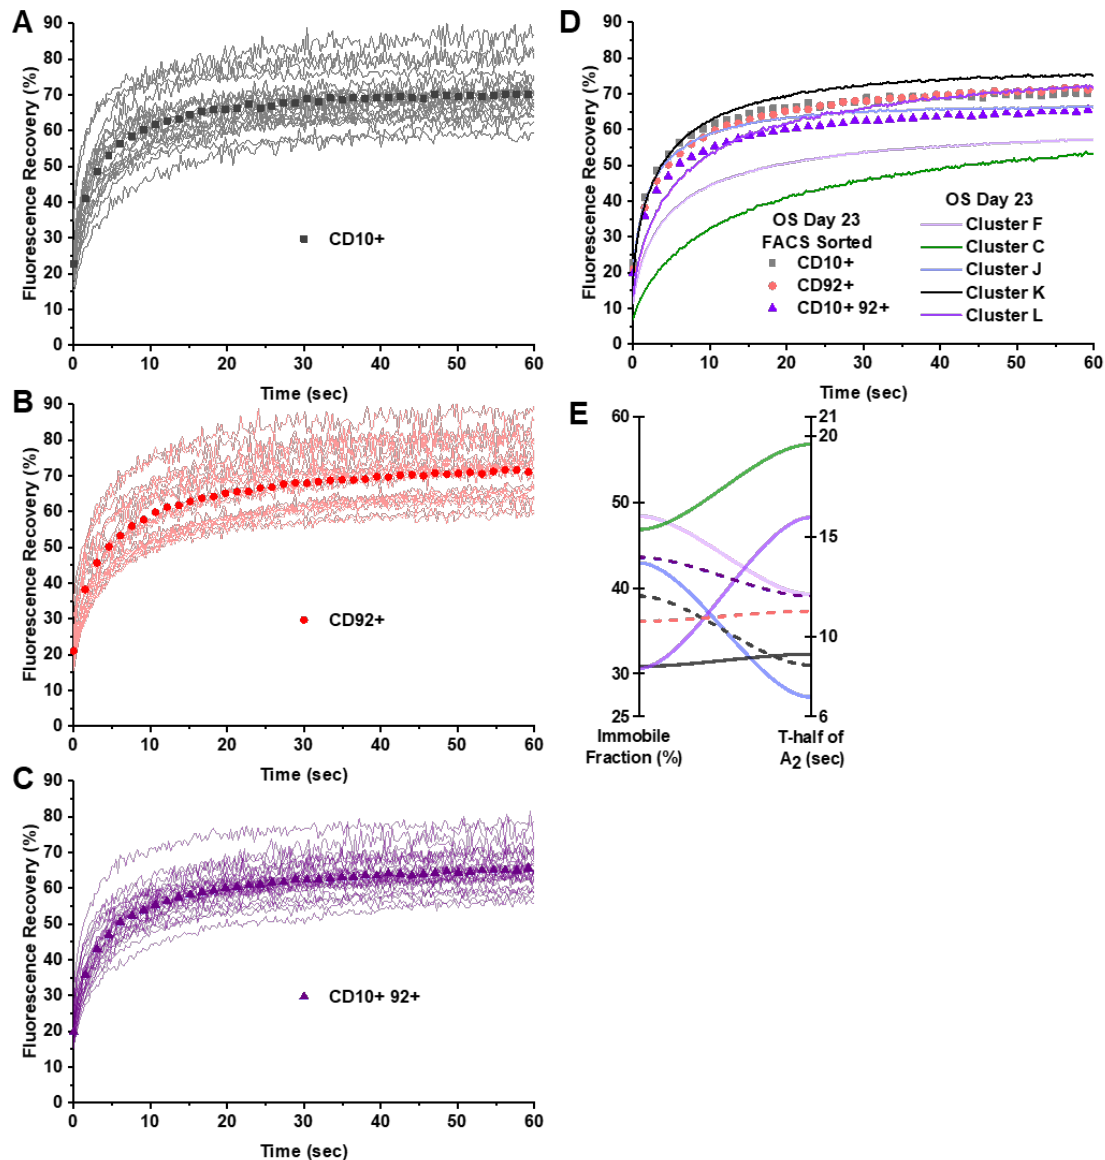 A
Fluorescence Recovery (%)
90
80
70
60
50
40
30
20
10
0
0 10 20 30 40 50 60
Time (sec)
CD10+
B
Fluorescence Recovery (%)
90
80
70
60
50
40
30
20
10
0
0 10 20 30 40 50 60
Time (sec)
CD92+
C
Fluorescence Recovery (%)
90
80
70
60
50
40
30
20
10
0
0 10 20 30 40 50 60
Time (sec)
CD10+ 92+
D
Fluorescence Recovery (%)
90
80
70
60
50
40
30
20
10
0
0 10 20 30 40 50 60
Time (sec)
OS Day 23
FACS Sorted
CD10+
CD92+
CD10+ 92+
OS Day 23
Cluster F
Cluster C
Cluster J
Cluster K
Cluster L
E
60
50
40
30
25
Immobile
Fraction (%)
21
20
15
10
6
T-half of
A2 (sec)